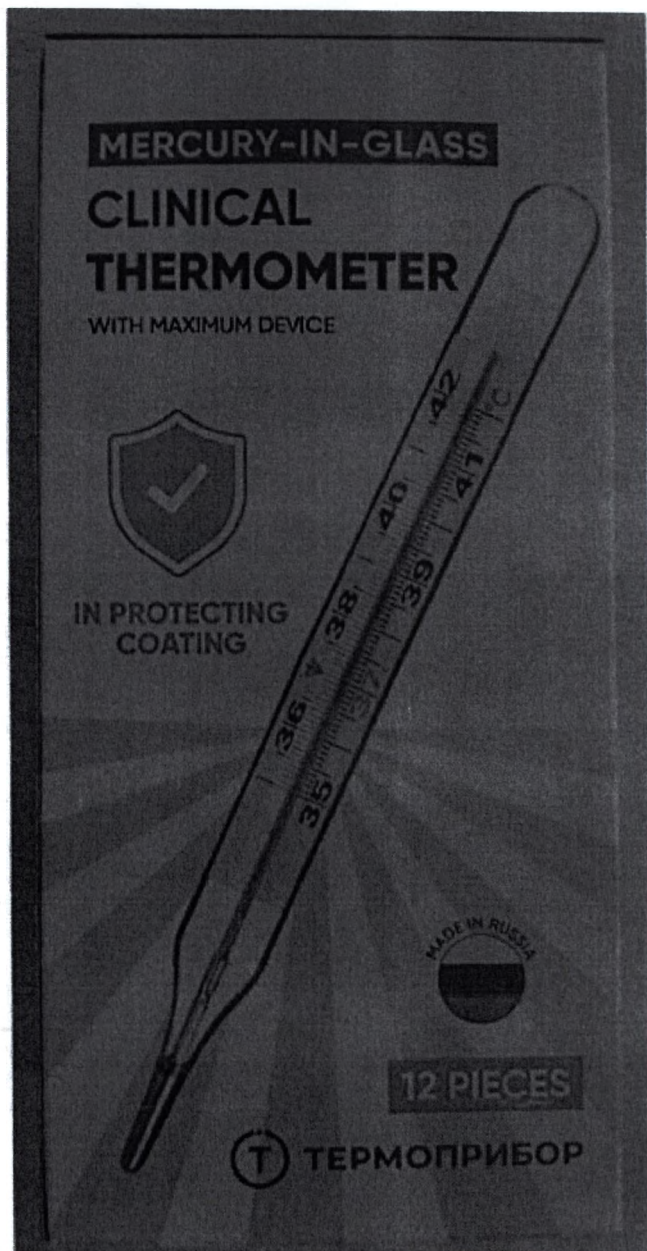 MERCURY-IN-GLASS
CLINICAL
THERMOMETER
WITH MAXIMUM DEVICE
42
°C
41
40
39
38
37
36
35
IN PROTECTING
COATING
MADE IN RUSSIA
12 PIECES
Т ТЕРМОПРИБОР